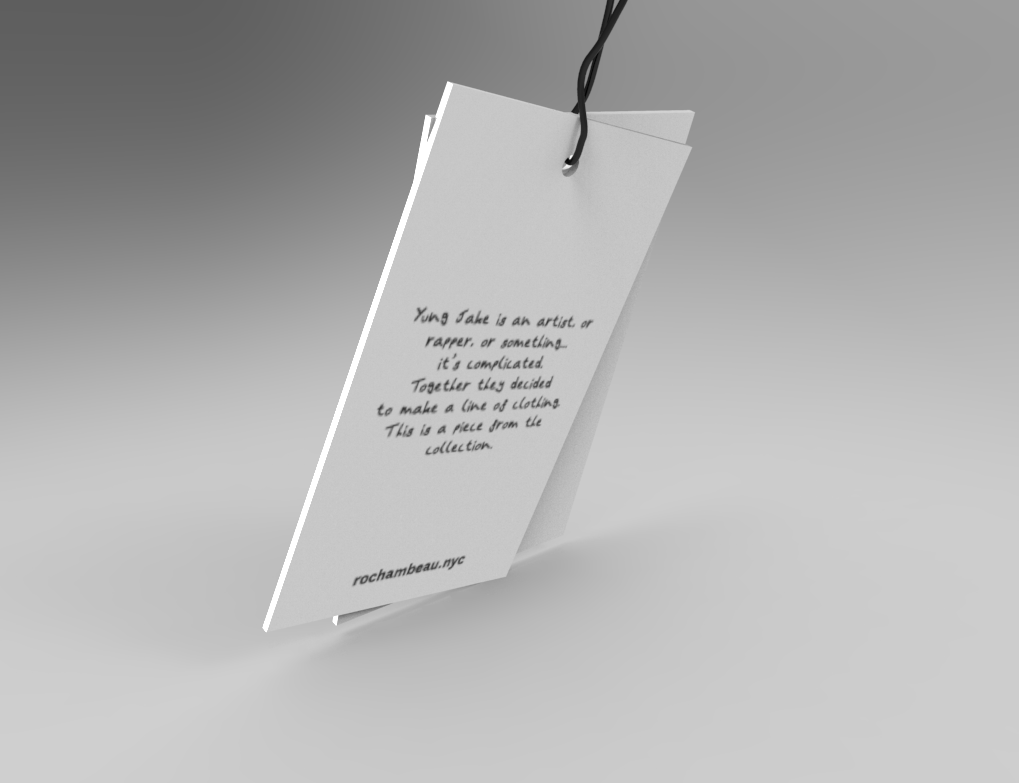 Yung Jake is an artist, or
rapper, or something...
it's complicated.
Together they decided
to make a line of clothing.
This is a piece from the
collection.
rochambeau.nyc